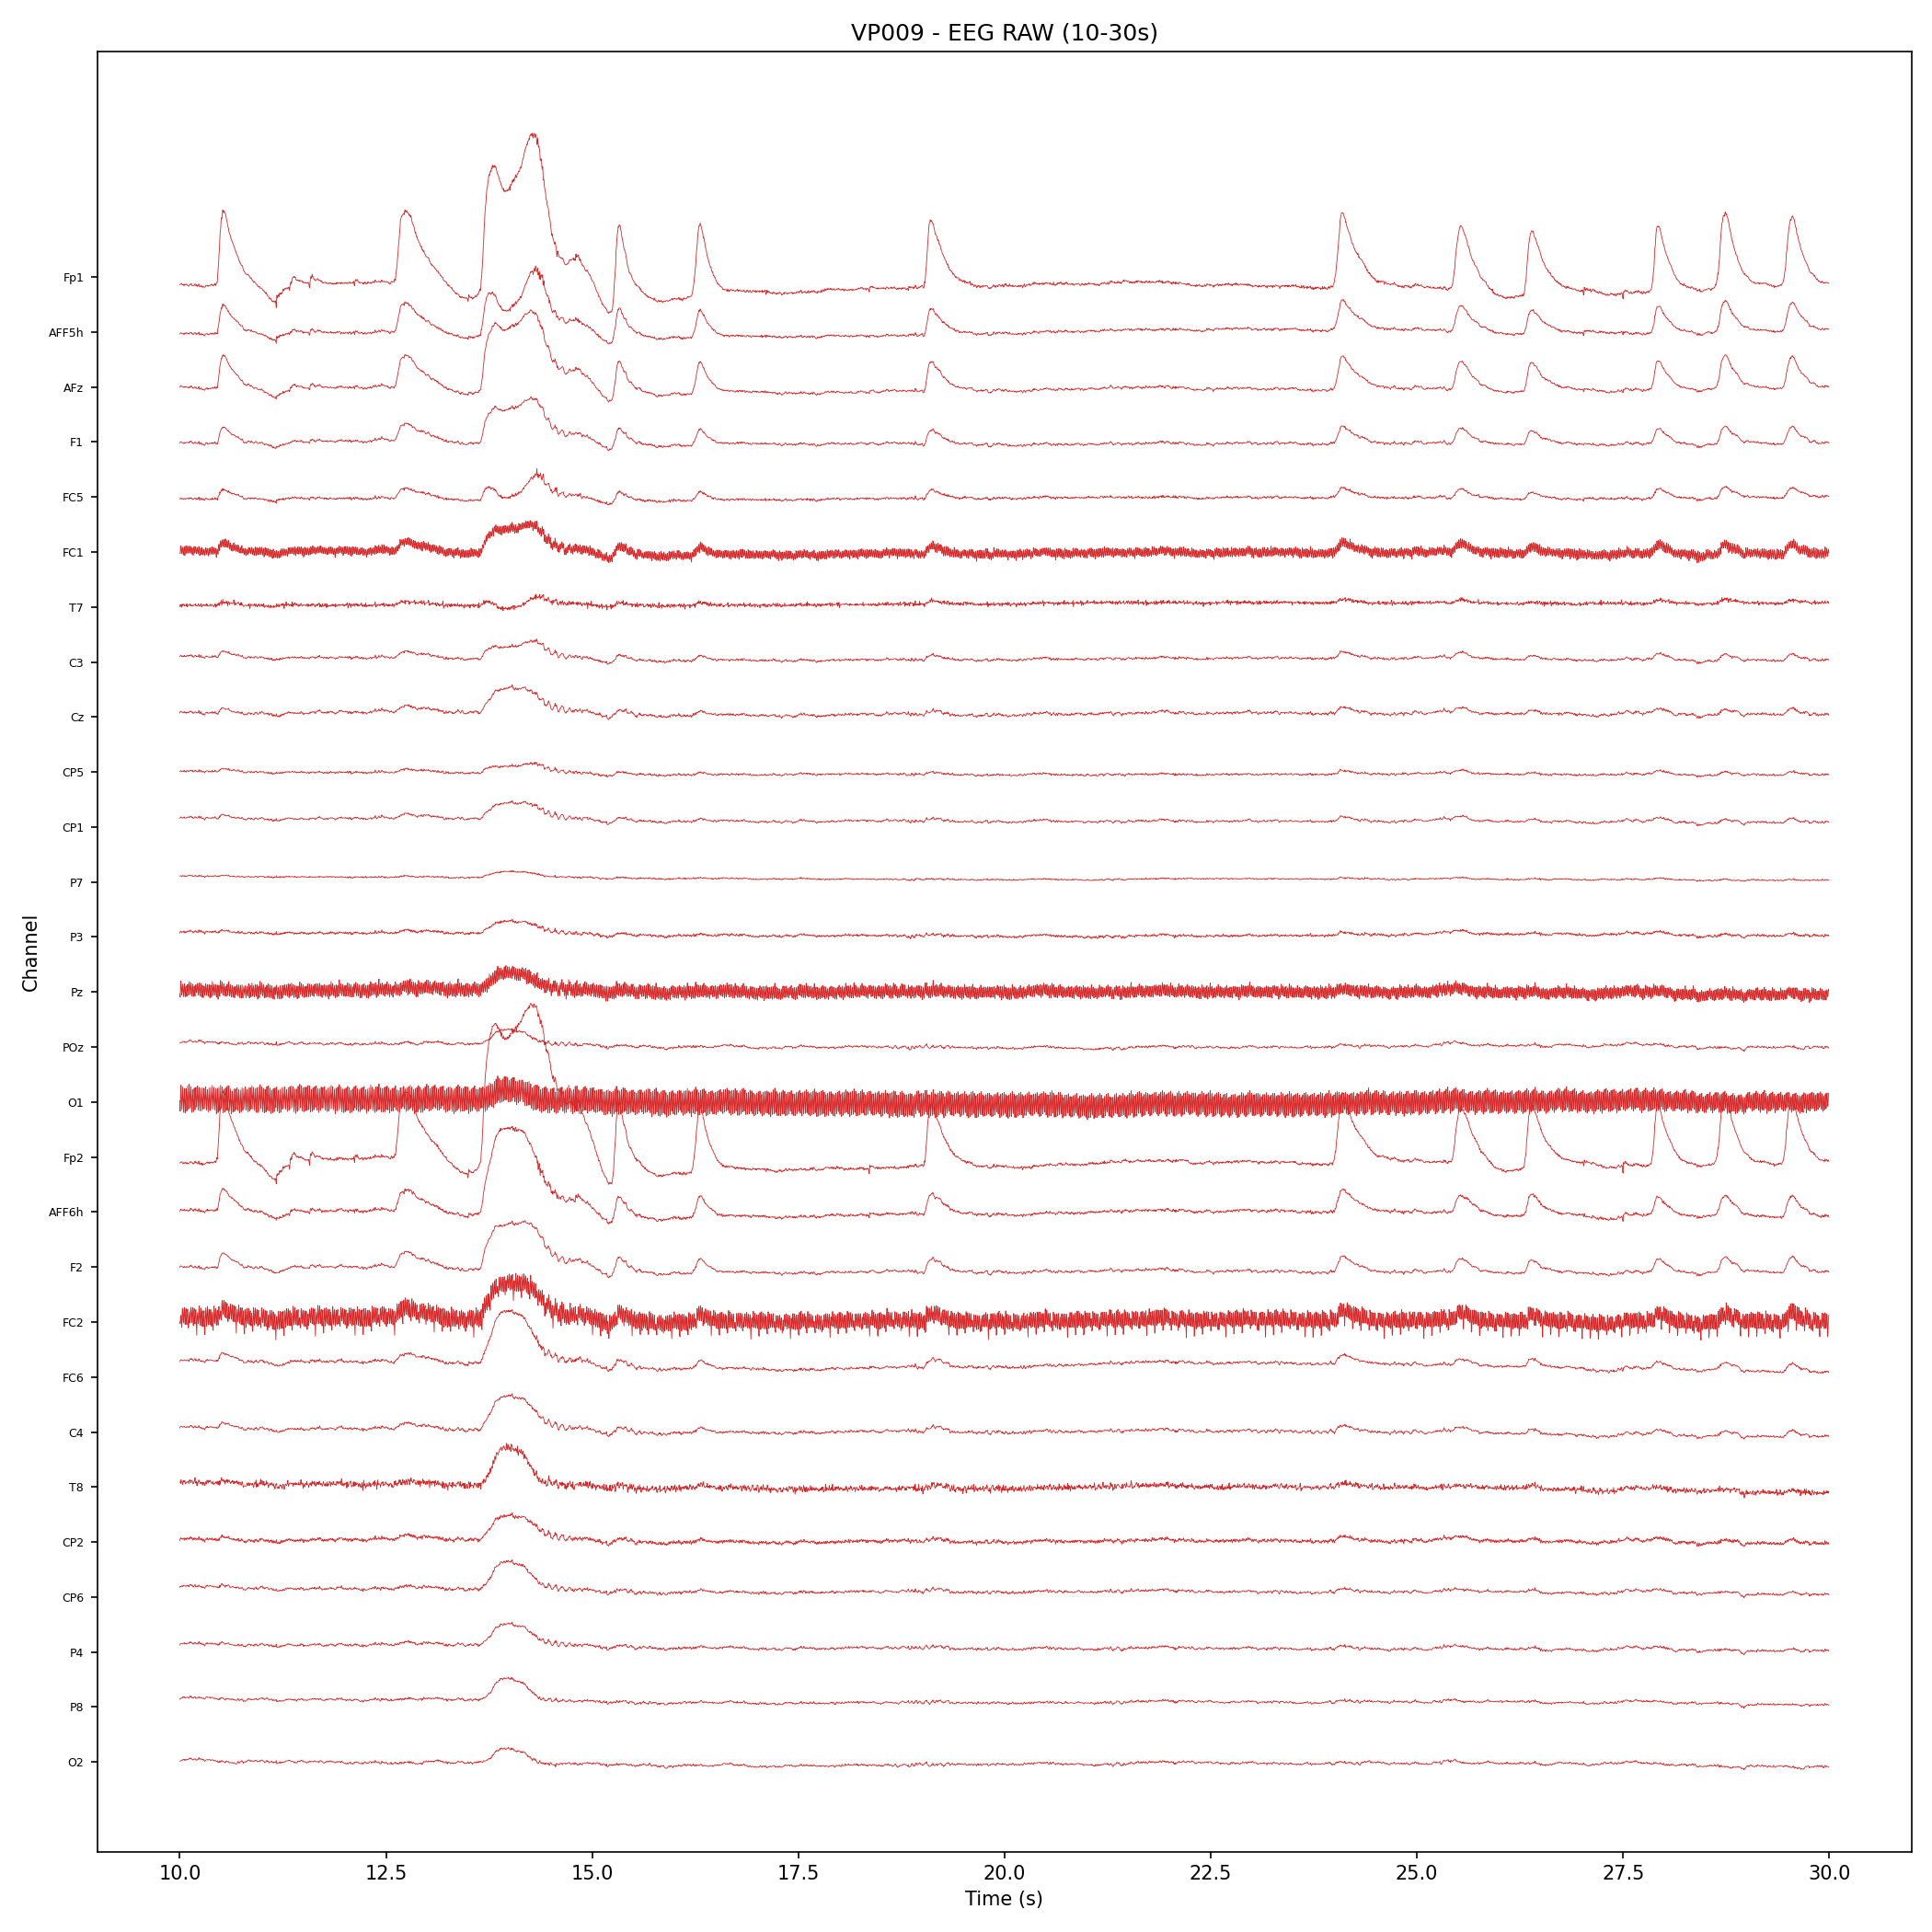 VP009 - EEG RAW (10-30s)
Fp1
AFF5h
AFz
F1
FC5
FC1
T7
C3
Cz
CP5
CP1
P7
P3
Pz
POz
O1
Fp2
AFF6h
F2
FC2
FC6
C4
T8
CP2
CP6
P4
P8
O2
Channel
10.0 12.5 15.0 17.5 20.0 22.5 25.0 27.5 30.0
Time (s)